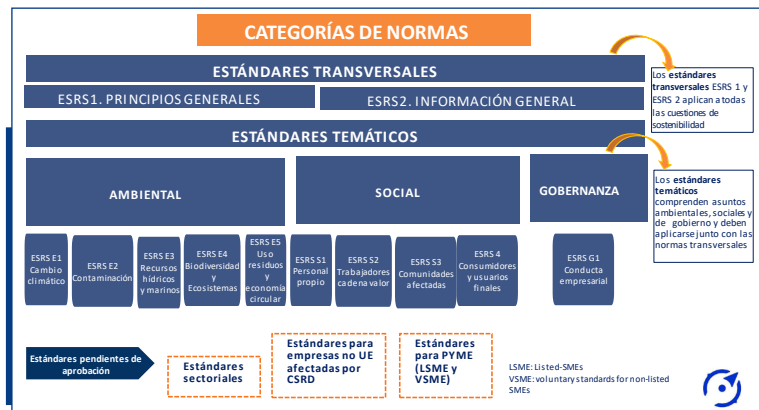 CATEGORÍAS DE NORMAS
ESTÁNDARES TRANSVERSALES
ESRS1. PRINCIPIOS GENERALES
ESRS2. INFORMACIÓN GENERAL
Los estándares
transversales ESRS 1 y
ESRS 2 aplican a todas
las cuestiones de
sostenibilidad
ESTÁNDARES TEMÁTICOS
AMBIENTAL
SOCIAL
GOBERNANZA
Los estándares
temáticos
comprenden asuntos
ambientales, sociales y
de gobierno y deben
aplicarse junto con las
normas transversales
ESRS E1
Cambio
climático
ESRS E2
Contaminación
ESRS E3
Recursos
hídricos
y marinos
ESRS E4
Biodiversidad
y
Ecosistemas
ESRS E5
Uso
residuos y
economía
circular
ESRS S1
Personal
propio
ESRS S2
Trabajadores
cadena valor
ESRS S3
Comunidades
afectadas
ESRS 4
Consumidores
y usuarios
finales
ESRS G1
Conducta
empresarial
Estándares pendientes de
aprobación
Estándares
sectoriales
Estándares para
empresas no UE
afectadas por
CSRD
Estándares
para PYME
(LSME y
VSME)
LSME: Listed-SMEs
VSME: voluntary standards for non-listed
SMEs